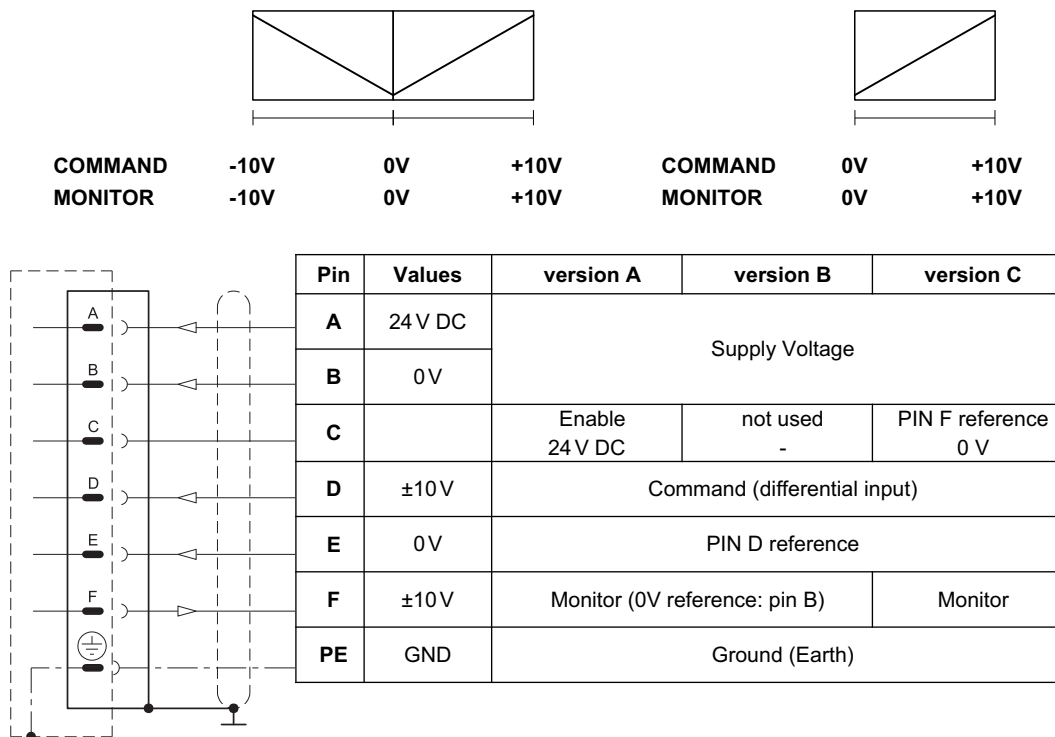 COMMAND -10V 0V +10V COMMAND 0V +10V
MONITOR -10V 0V +10V MONITOR 0V +10V
Pin Values version A version B version C
A A 24 V DC Supply Voltage
B B 0 V
C C Enable 24 V DC not used - PIN F reference 0 V
D D ±10 V Command (differential input)
E E 0 V PIN D reference
F F ±10 V Monitor (0V reference: pin B) Monitor
PE GND Ground (Earth)